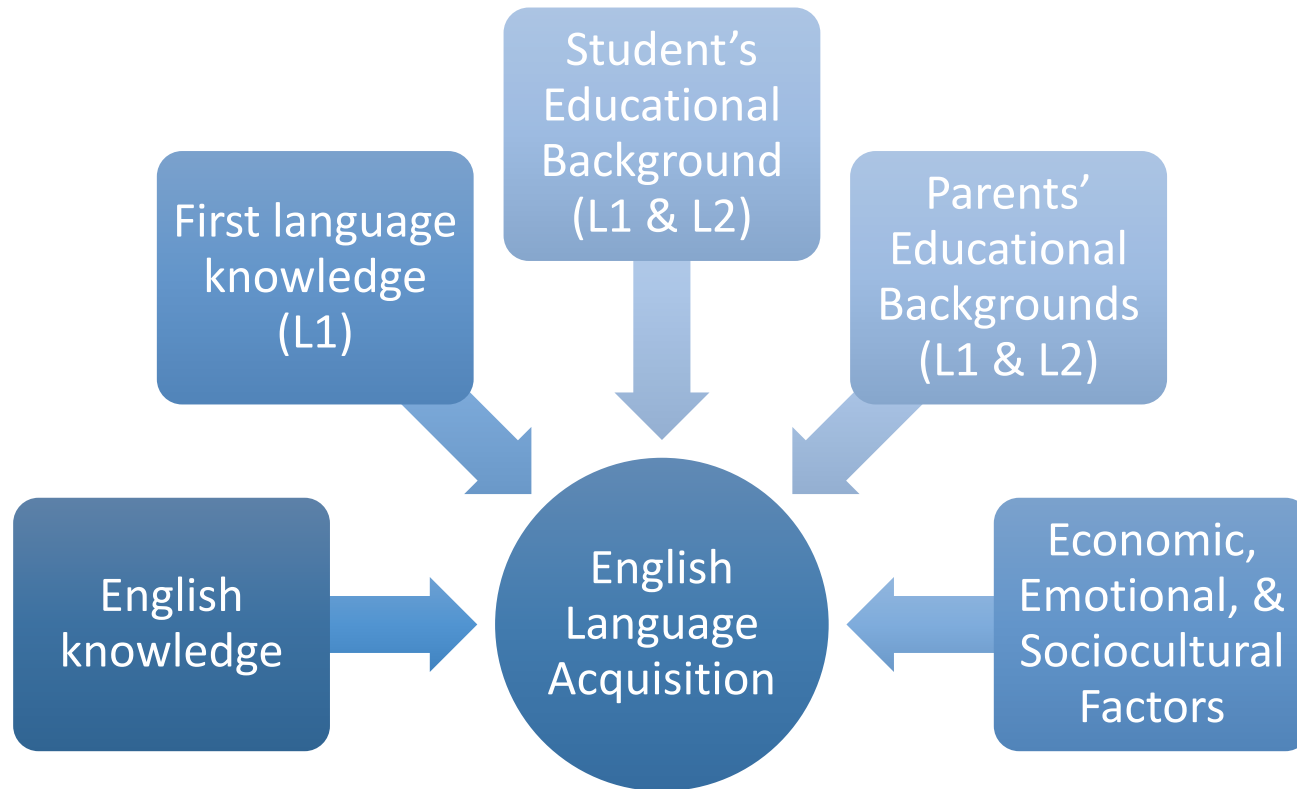 Student’s
Educational
Background
(L1 & L2)
First language
knowledge
(L1)
Parents’
Educational
Backgrounds
(L1 & L2)
English
knowledge
English
Language
Acquisition
Economic,
Emotional, &
Sociocultural
Factors